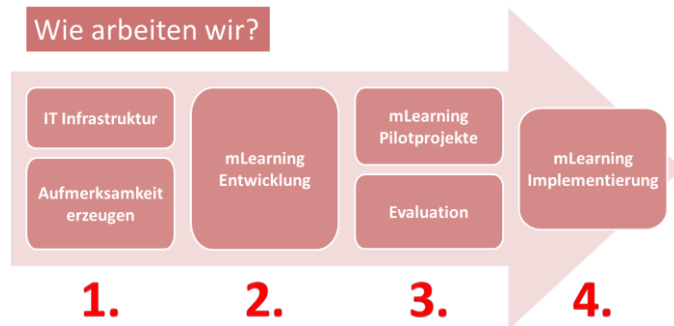 Wie arbeiten wir?
IT Infrastruktur
Aufmerksamkeit
erzeugen
mLearning
Entwicklung
mLearning
Pilotprojekte
Evaluation
mLearning
Implementierung
1.
2.
3.
4.